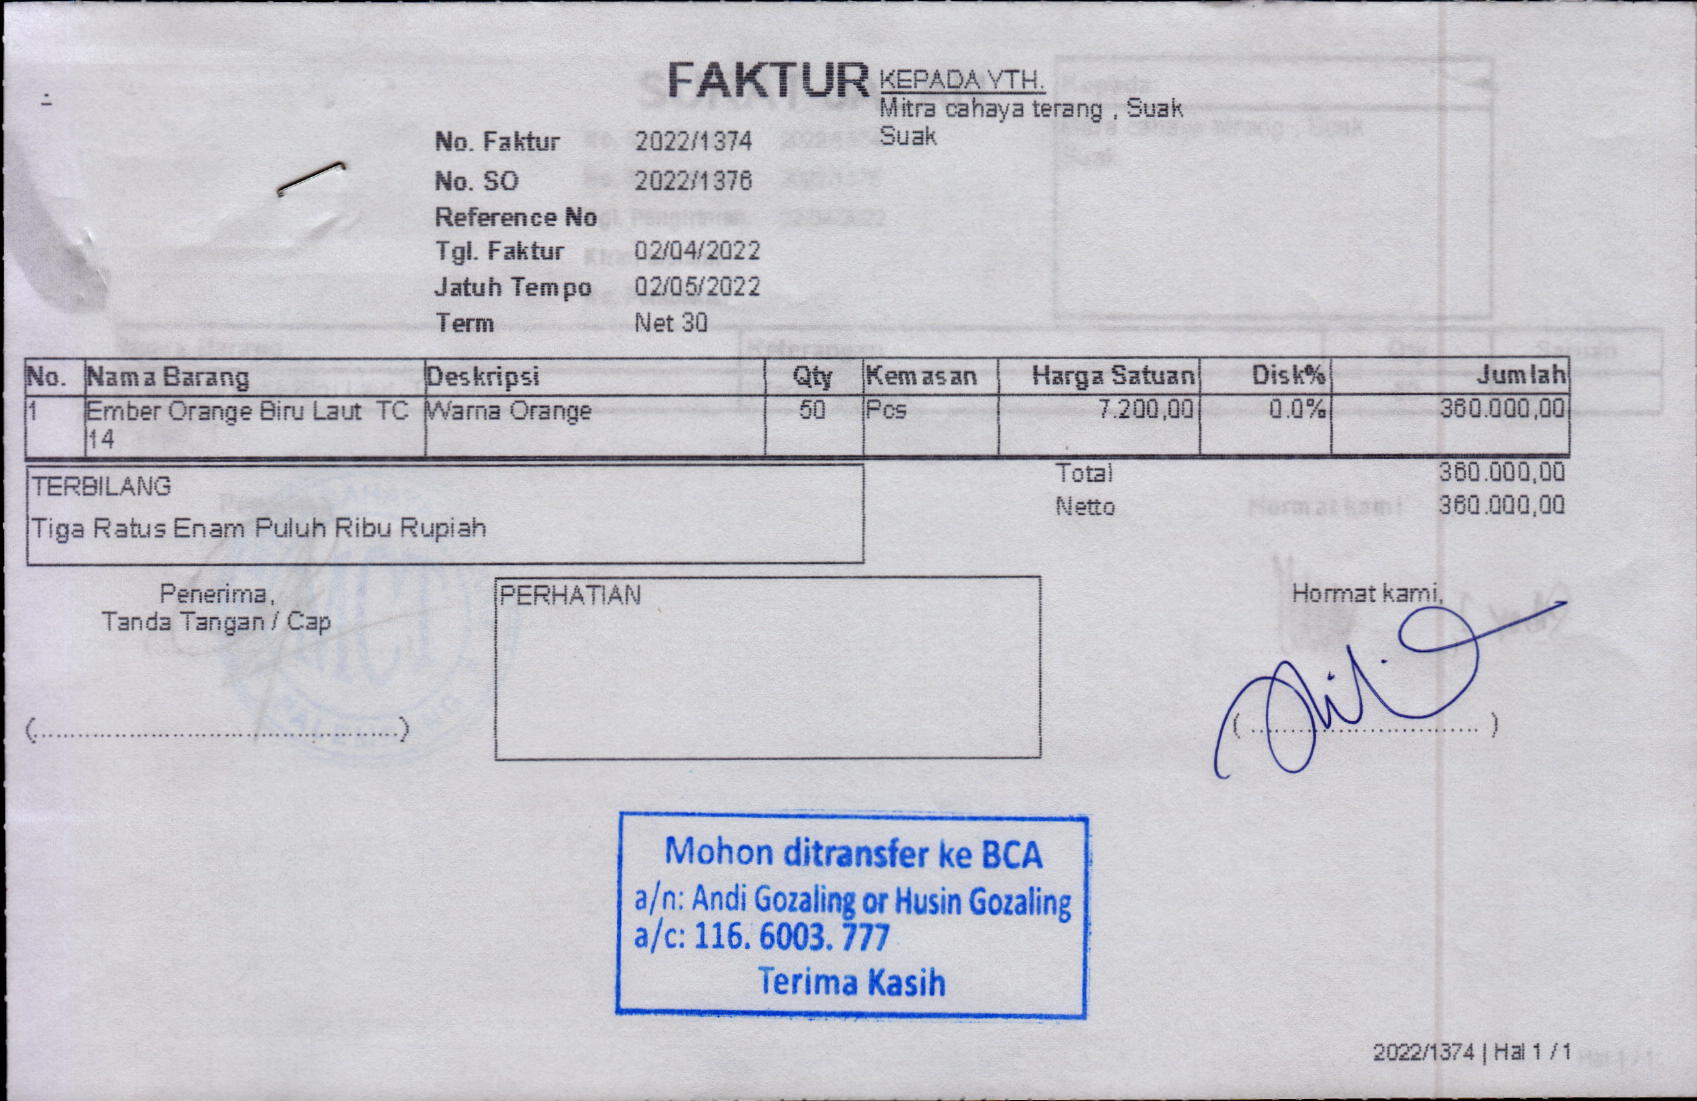 FAKTUR
KEPADA YTH.
Mitra cahaya terang , Suak
Suak
No. Faktur 2022/1374
No. SO 2022/1376
Reference No
Tgl. Faktur 02/04/2022
Jatuh Tempo 02/05/2022
Term Net 30
No. Nama Barang Deskripsi Qty Kemasan Harga Satuan Disk% Jumlah
1 Ember Orange Biru Laut TC Warna Orange 50 Pcs 7.200,00 0.0% 360.000,00
14
TERBILANG
Tiga Ratus Enam Puluh Ribu Rupiah
Total 360.000,00
Netto 360.000,00
Penerima,
Tanda Tangan / Cap
PERHATIAN
Hormat kami,
Mohon ditransfer ke BCA
a/n: Andi Gozaling or Husin Gozaling
a/c: 116. 6003. 777
Terima Kasih
2022/1374 | Hal 1 / 1